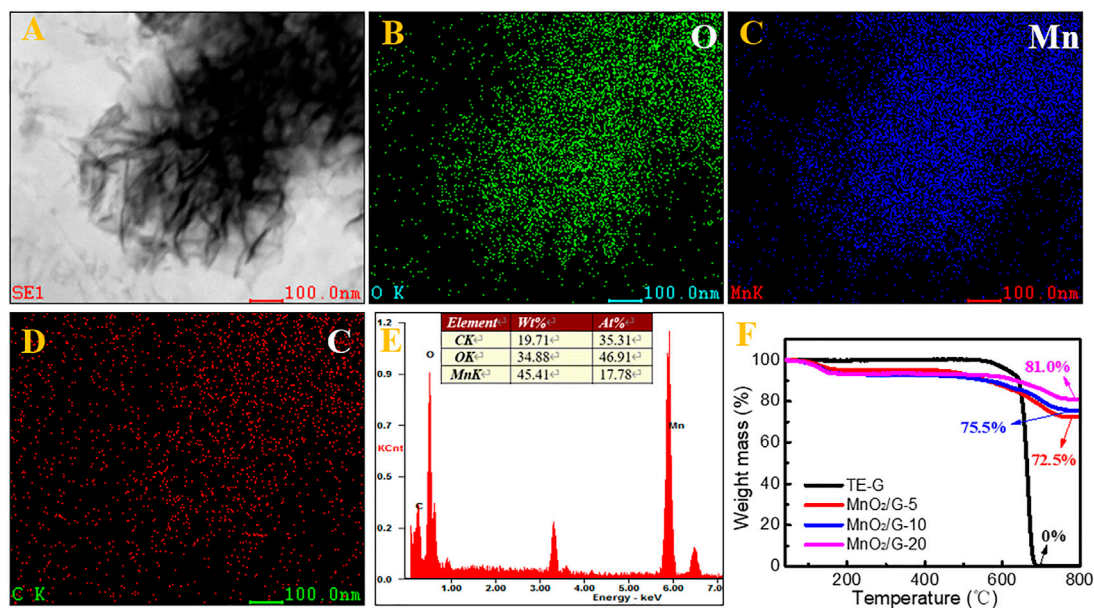 A
SE1
100.0nm
B
O
O K
100.0nm
C
Mn
MnK
100.0nm
D
C
C K
100.0nm
E
Element↵ Wt%↵ At%↵
CK↵ 19.71↵ 35.31↵
OK↵ 34.88↵ 46.91↵
MnK↵ 45.41↵ 17.78↵
1.2
0.9
0.7
KCnt
0.5
0.2
0.0
C
O
Mn
1.00 2.00 3.00 4.00 5.00 6.00 7.0
Energy - keV
F
Weight mass (%)
100
80
60
40
20
0
81.0%
75.5%
72.5%
TE-G
MnO₂/G-5
MnO₂/G-10
MnO₂/G-20
0%
200 400 600 800
Temperature (℃)